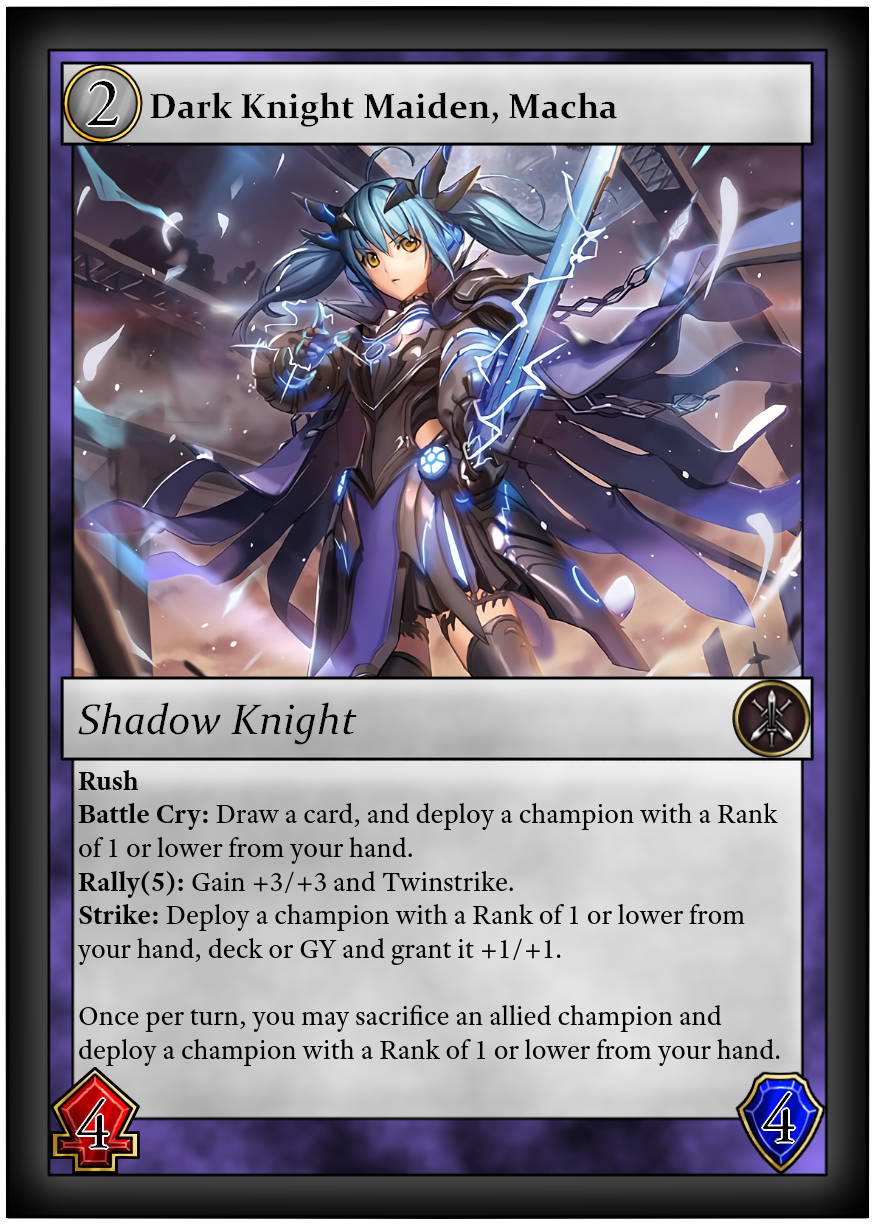 2 Dark Knight Maiden, Macha
Shadow Knight
Rush
Battle Cry: Draw a card, and deploy a champion with a Rank
of 1 or lower from your hand.
Rally(5): Gain +3/+3 and Twinstrike.
Strike: Deploy a champion with a Rank of 1 or lower from
your hand, deck or GY and grant it +1/+1.
Once per turn, you may sacrifice an allied champion and
deploy a champion with a Rank of 1 or lower from your hand.
4 4